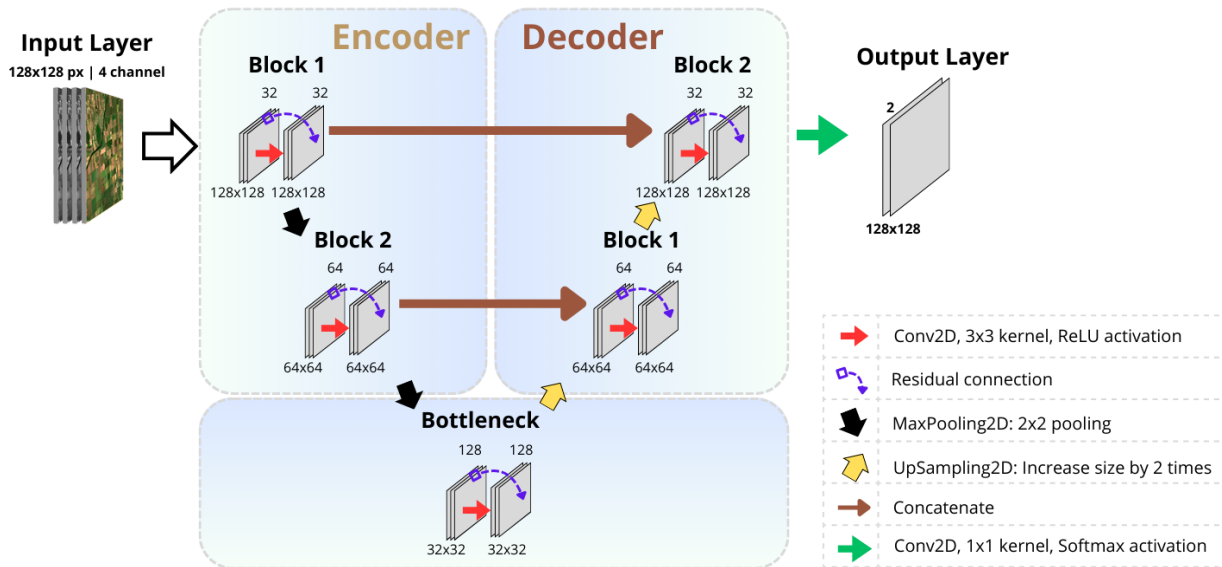 Input Layer
128x128 px | 4 channel
Encoder
Block 1
32 32
128x128 128x128
Block 2
64 64
64x64 64x64
Bottleneck
128 128
32x32 32x32
Decoder
Block 2
32 32
128x128 128x128
Block 1
64 64
64x64 64x64
Output Layer
2
128x128
Conv2D, 3x3 kernel, ReLU activation
Residual connection
MaxPooling2D: 2x2 pooling
UpSampling2D: Increase size by 2 times
Concatenate
Conv2D, 1x1 kernel, Softmax activation